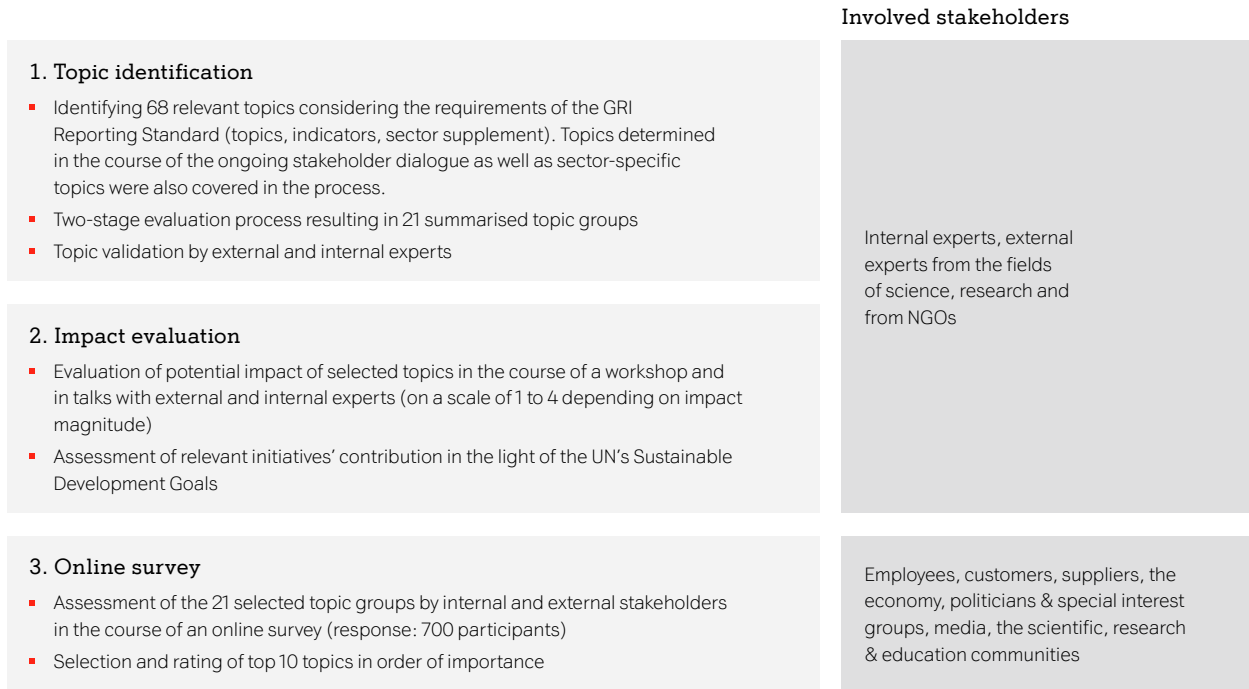 Involved stakeholders
1. Topic identification
▪ Identifying 68 relevant topics considering the requirements of the GRI
Reporting Standard (topics, indicators, sector supplement). Topics determined
in the course of the ongoing stakeholder dialogue as well as sector-specific
topics were also covered in the process.
▪ Two-stage evaluation process resulting in 21 summarised topic groups
▪ Topic validation by external and internal experts
2. Impact evaluation
▪ Evaluation of potential impact of selected topics in the course of a workshop and
in talks with external and internal experts (on a scale of 1 to 4 depending on impact
magnitude)
▪ Assessment of relevant initiatives’ contribution in the light of the UN’s Sustainable
Development Goals
Internal experts, external
experts from the fields
of science, research and
from NGOs
3. Online survey
▪ Assessment of the 21 selected topic groups by internal and external stakeholders
in the course of an online survey (response: 700 participants)
▪ Selection and rating of top 10 topics in order of importance
Employees, customers, suppliers, the
economy, politicians & special interest
groups, media, the scientific, research
& education communities